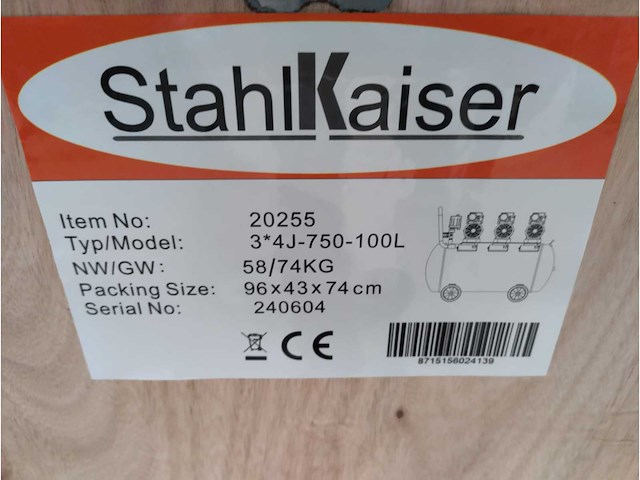 StahlKaiser
Item No: 20255
Typ/Model: 3*4J-750-100L
NW/GW: 58/74KG
Packing Size: 96x43x74cm
Serial No: 240604
CE
8715156024139